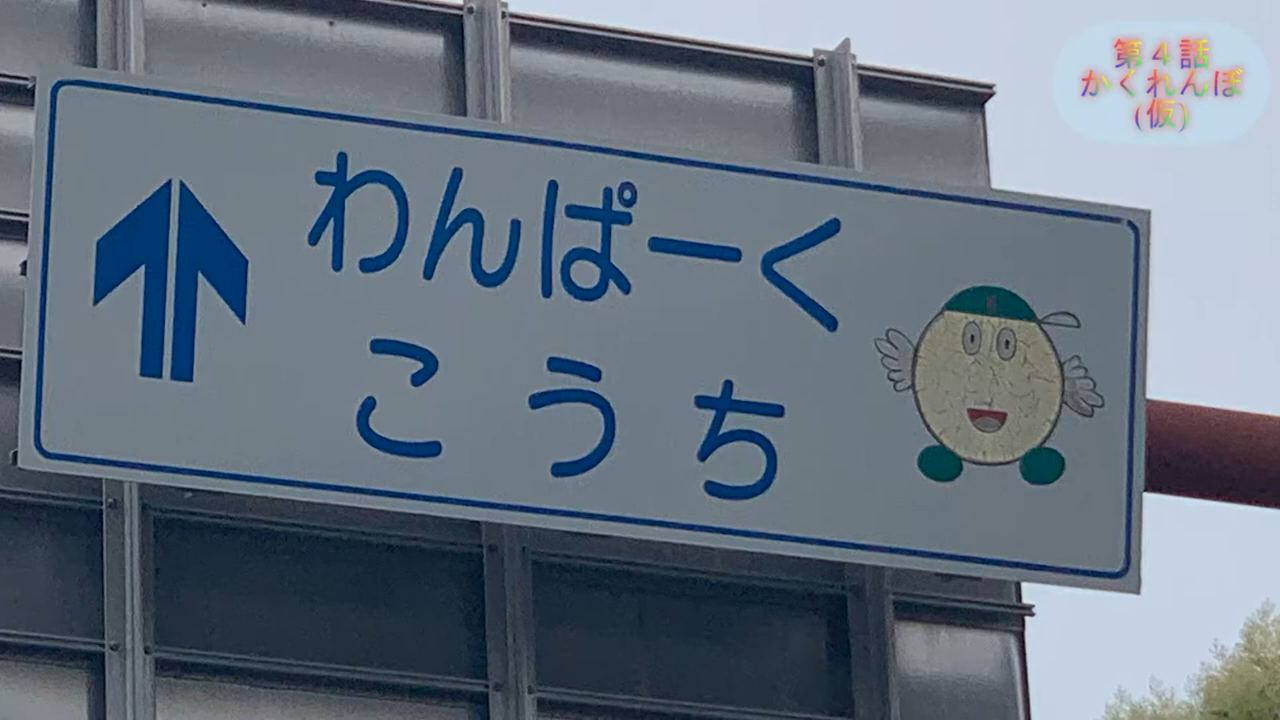 わんぱーく
こうち
第4話
かくれんぼ
(仮)